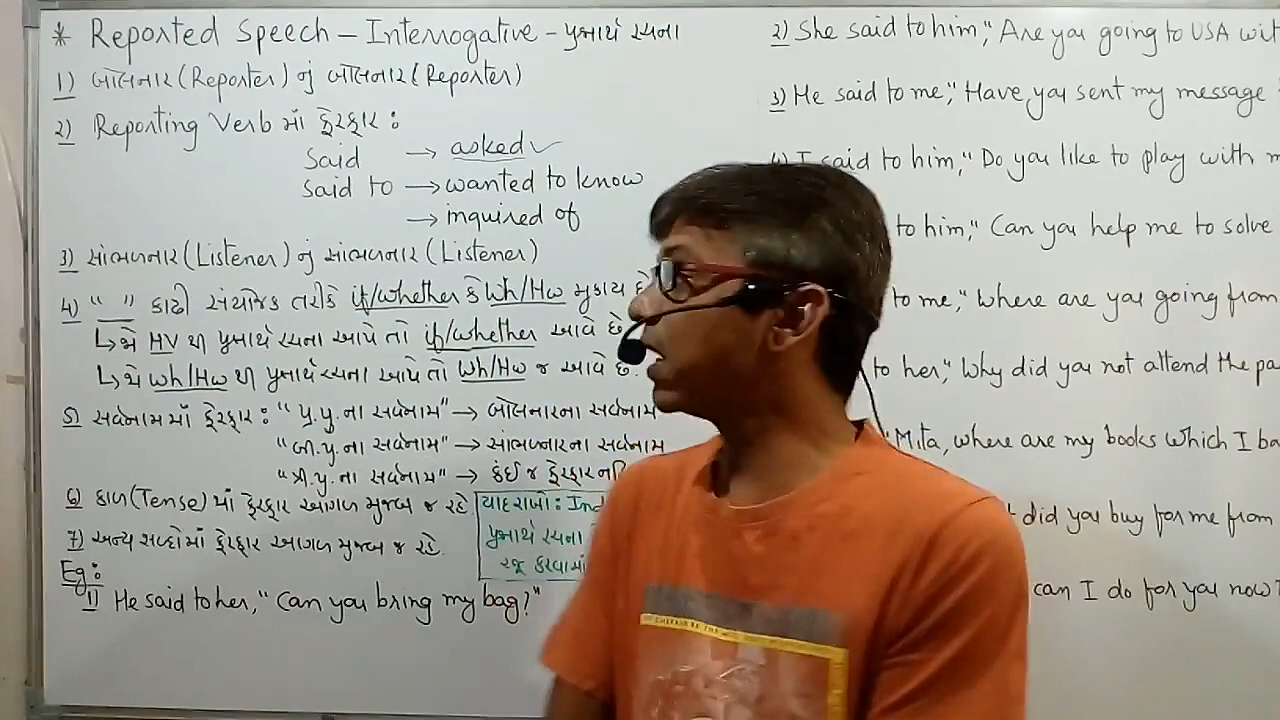 * Reported Speech – Interrogative – પ્રશ્નાર્થ રચના
1) બોલનાર (Reporter) નું બોલનાર (Reporter)
2) Reporting Verb માં ફેરફાર :
Said → asked ✓
Said to → wanted to know
→ inquired of
3) સાંભળનાર (Listener) નું સાંભળનાર (Listener)
4) “ ” કાઢી સંયોજક તરીકે if/whether કે Wh/Hw મુકાય છે
↳ જો HV થી પ્રશ્નાર્થ રચના આપે તો if/whether આવે છે
↳ જો Wh/Hw થી પ્રશ્નાર્થ રચના આપે તો Wh/Hw જ આવે છે.
5) સર્વનામમાં ફેરફાર : “પ્ર.પુ.ના સર્વનામ” → બોલનારના સર્વનામ
“બી.પુ.ના સર્વનામ” → સાંભળનારના સર્વનામ
“ત્રી.પુ.ના સર્વનામ” → કંઈ જ ફેરફાર નહિ
6) કાળ (Tense) માં ફેરફાર આગળ મુજબ જ રહે
7) અન્ય શબ્દોમાં ફેરફાર આગળ મુજબ જ રહે.
યાદ રાખો : Ind
પ્રશ્નાર્થ રચના
રજૂ કરવામાં
Eg :
1) He said to her, “Can you bring my bag?”
2) She said to him, “Are you going to USA wit
3) He said to me, “Have you sent my message
4) I said to him, “Do you like to play with m
to him, “Can you help me to solve
to me, “Where are you going from
to her, “Why did you not attend the pa
“Mita, where are my books which I ba
did you buy for me from
can I do for you now?